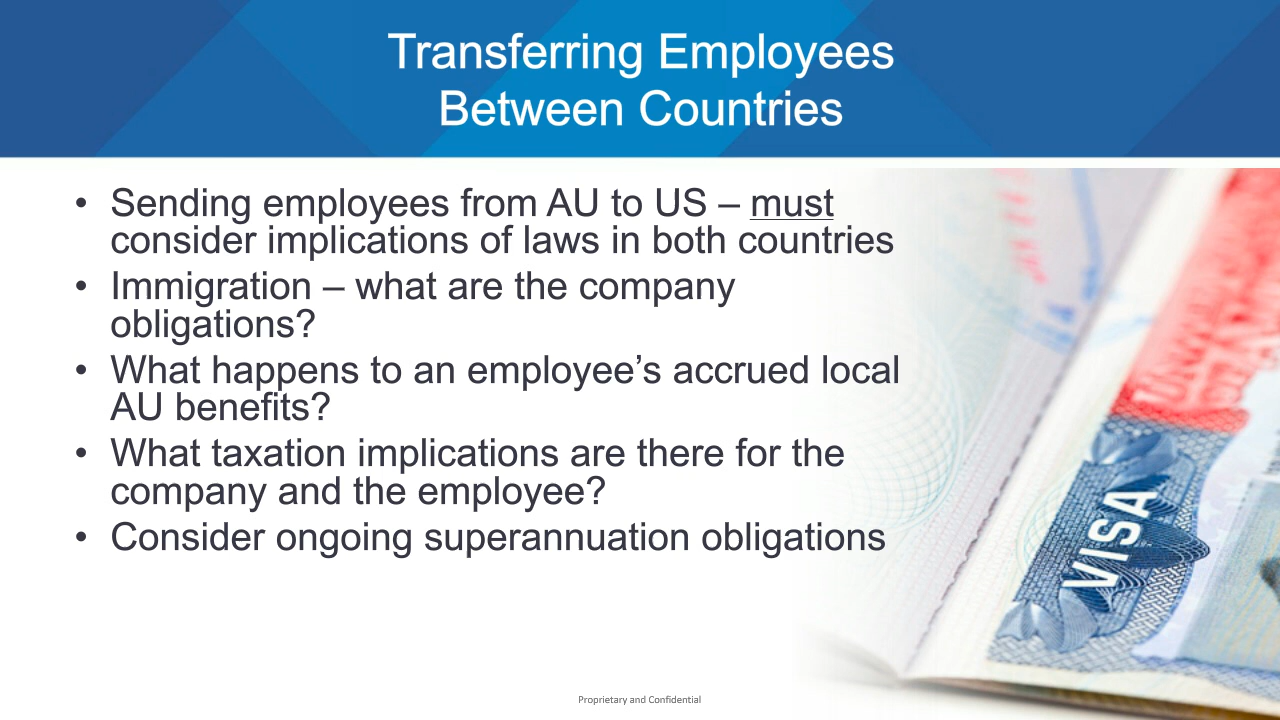 Transferring Employees
Between Countries
• Sending employees from AU to US – must
consider implications of laws in both countries
• Immigration – what are the company
obligations?
• What happens to an employee’s accrued local
AU benefits?
• What taxation implications are there for the
company and the employee?
• Consider ongoing superannuation obligations
VISA
Proprietary and Confidential